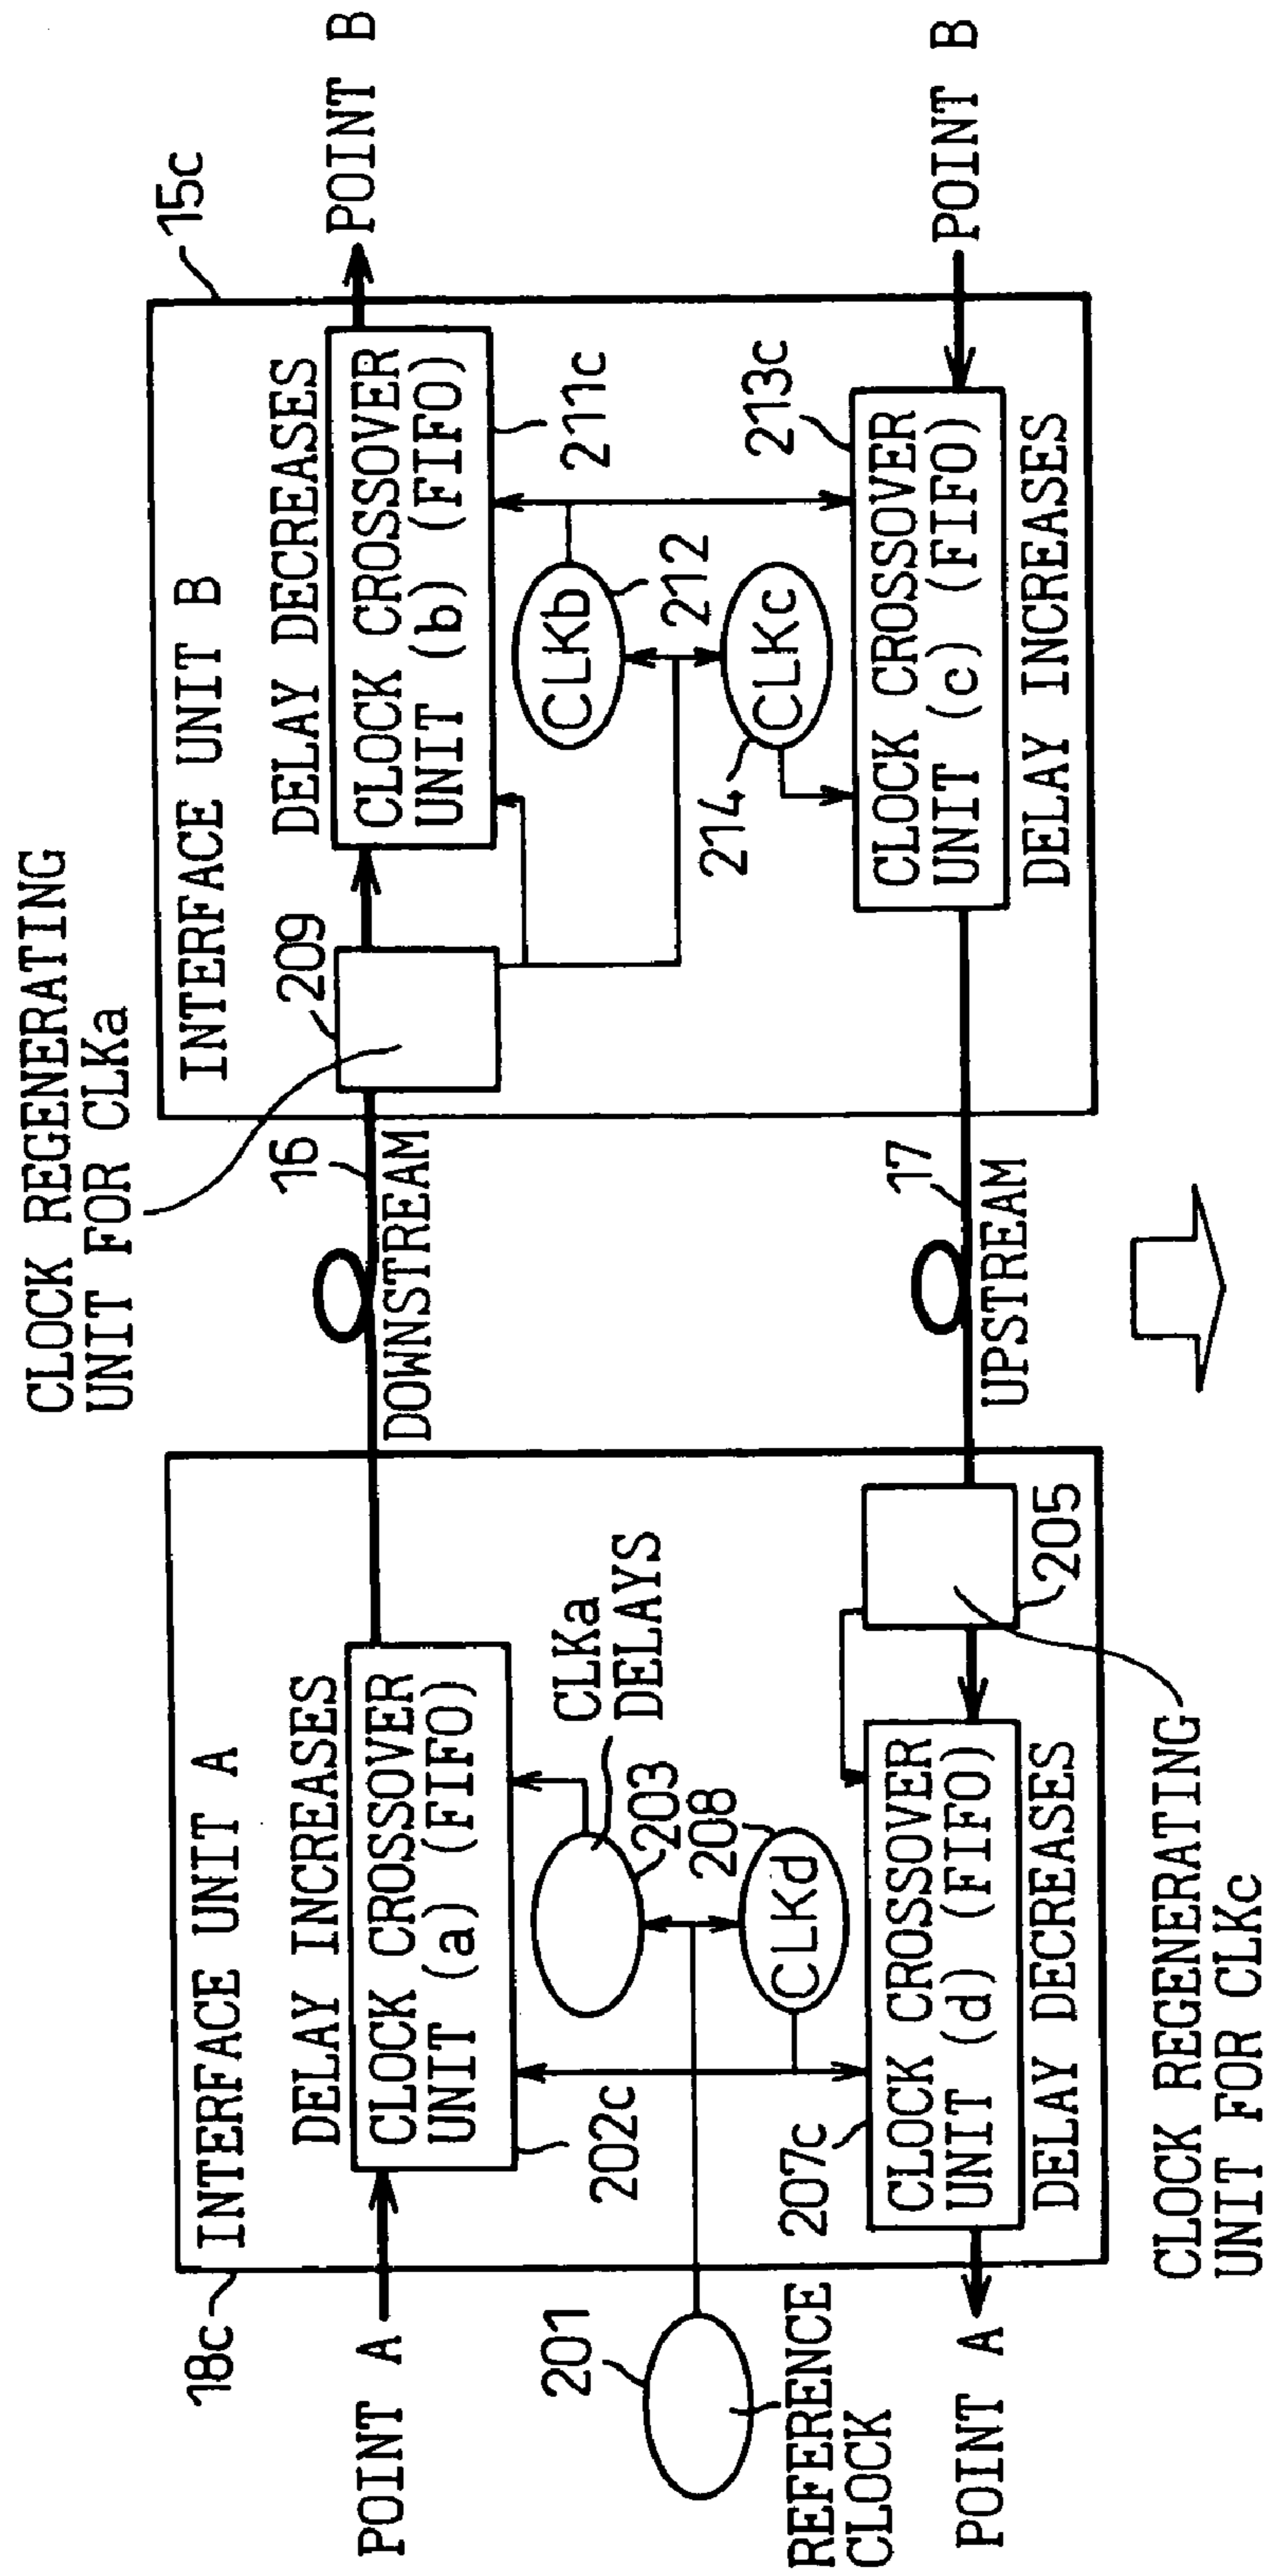 CLOCK REGENERATING
UNIT FOR CLKa
15c
INTERFACE UNIT A
INTERFACE UNIT B
18c
209
DELAY INCREASES
CLOCK CROSSOVER
UNIT (a) (FIFO)
DELAY DECREASES
CLOCK CROSSOVER
UNIT (b) (FIFO)
POINT A
16
DOWNSTREAM
POINT B
202c
CLKa
DELAYS
203
211c
CLKb
212
201
REFERENCE
CLOCK
208
CLKd
214
CLKc
213c
207c
CLOCK CROSSOVER
UNIT (d) (FIFO)
DELAY DECREASES
205
17
UPSTREAM
CLOCK CROSSOVER
UNIT (c) (FIFO)
DELAY INCREASES
POINT A
POINT B
CLOCK REGENERATING
UNIT FOR CLKc